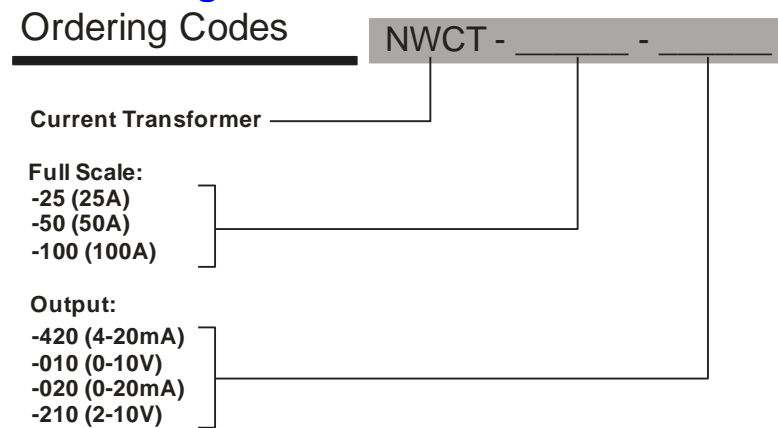 Ordering Codes
NWCT - ______ - ______
Current Transformer
Full Scale:
-25 (25A)
-50 (50A)
-100 (100A)
Output:
-420 (4-20mA)
-010 (0-10V)
-020 (0-20mA)
-210 (2-10V)